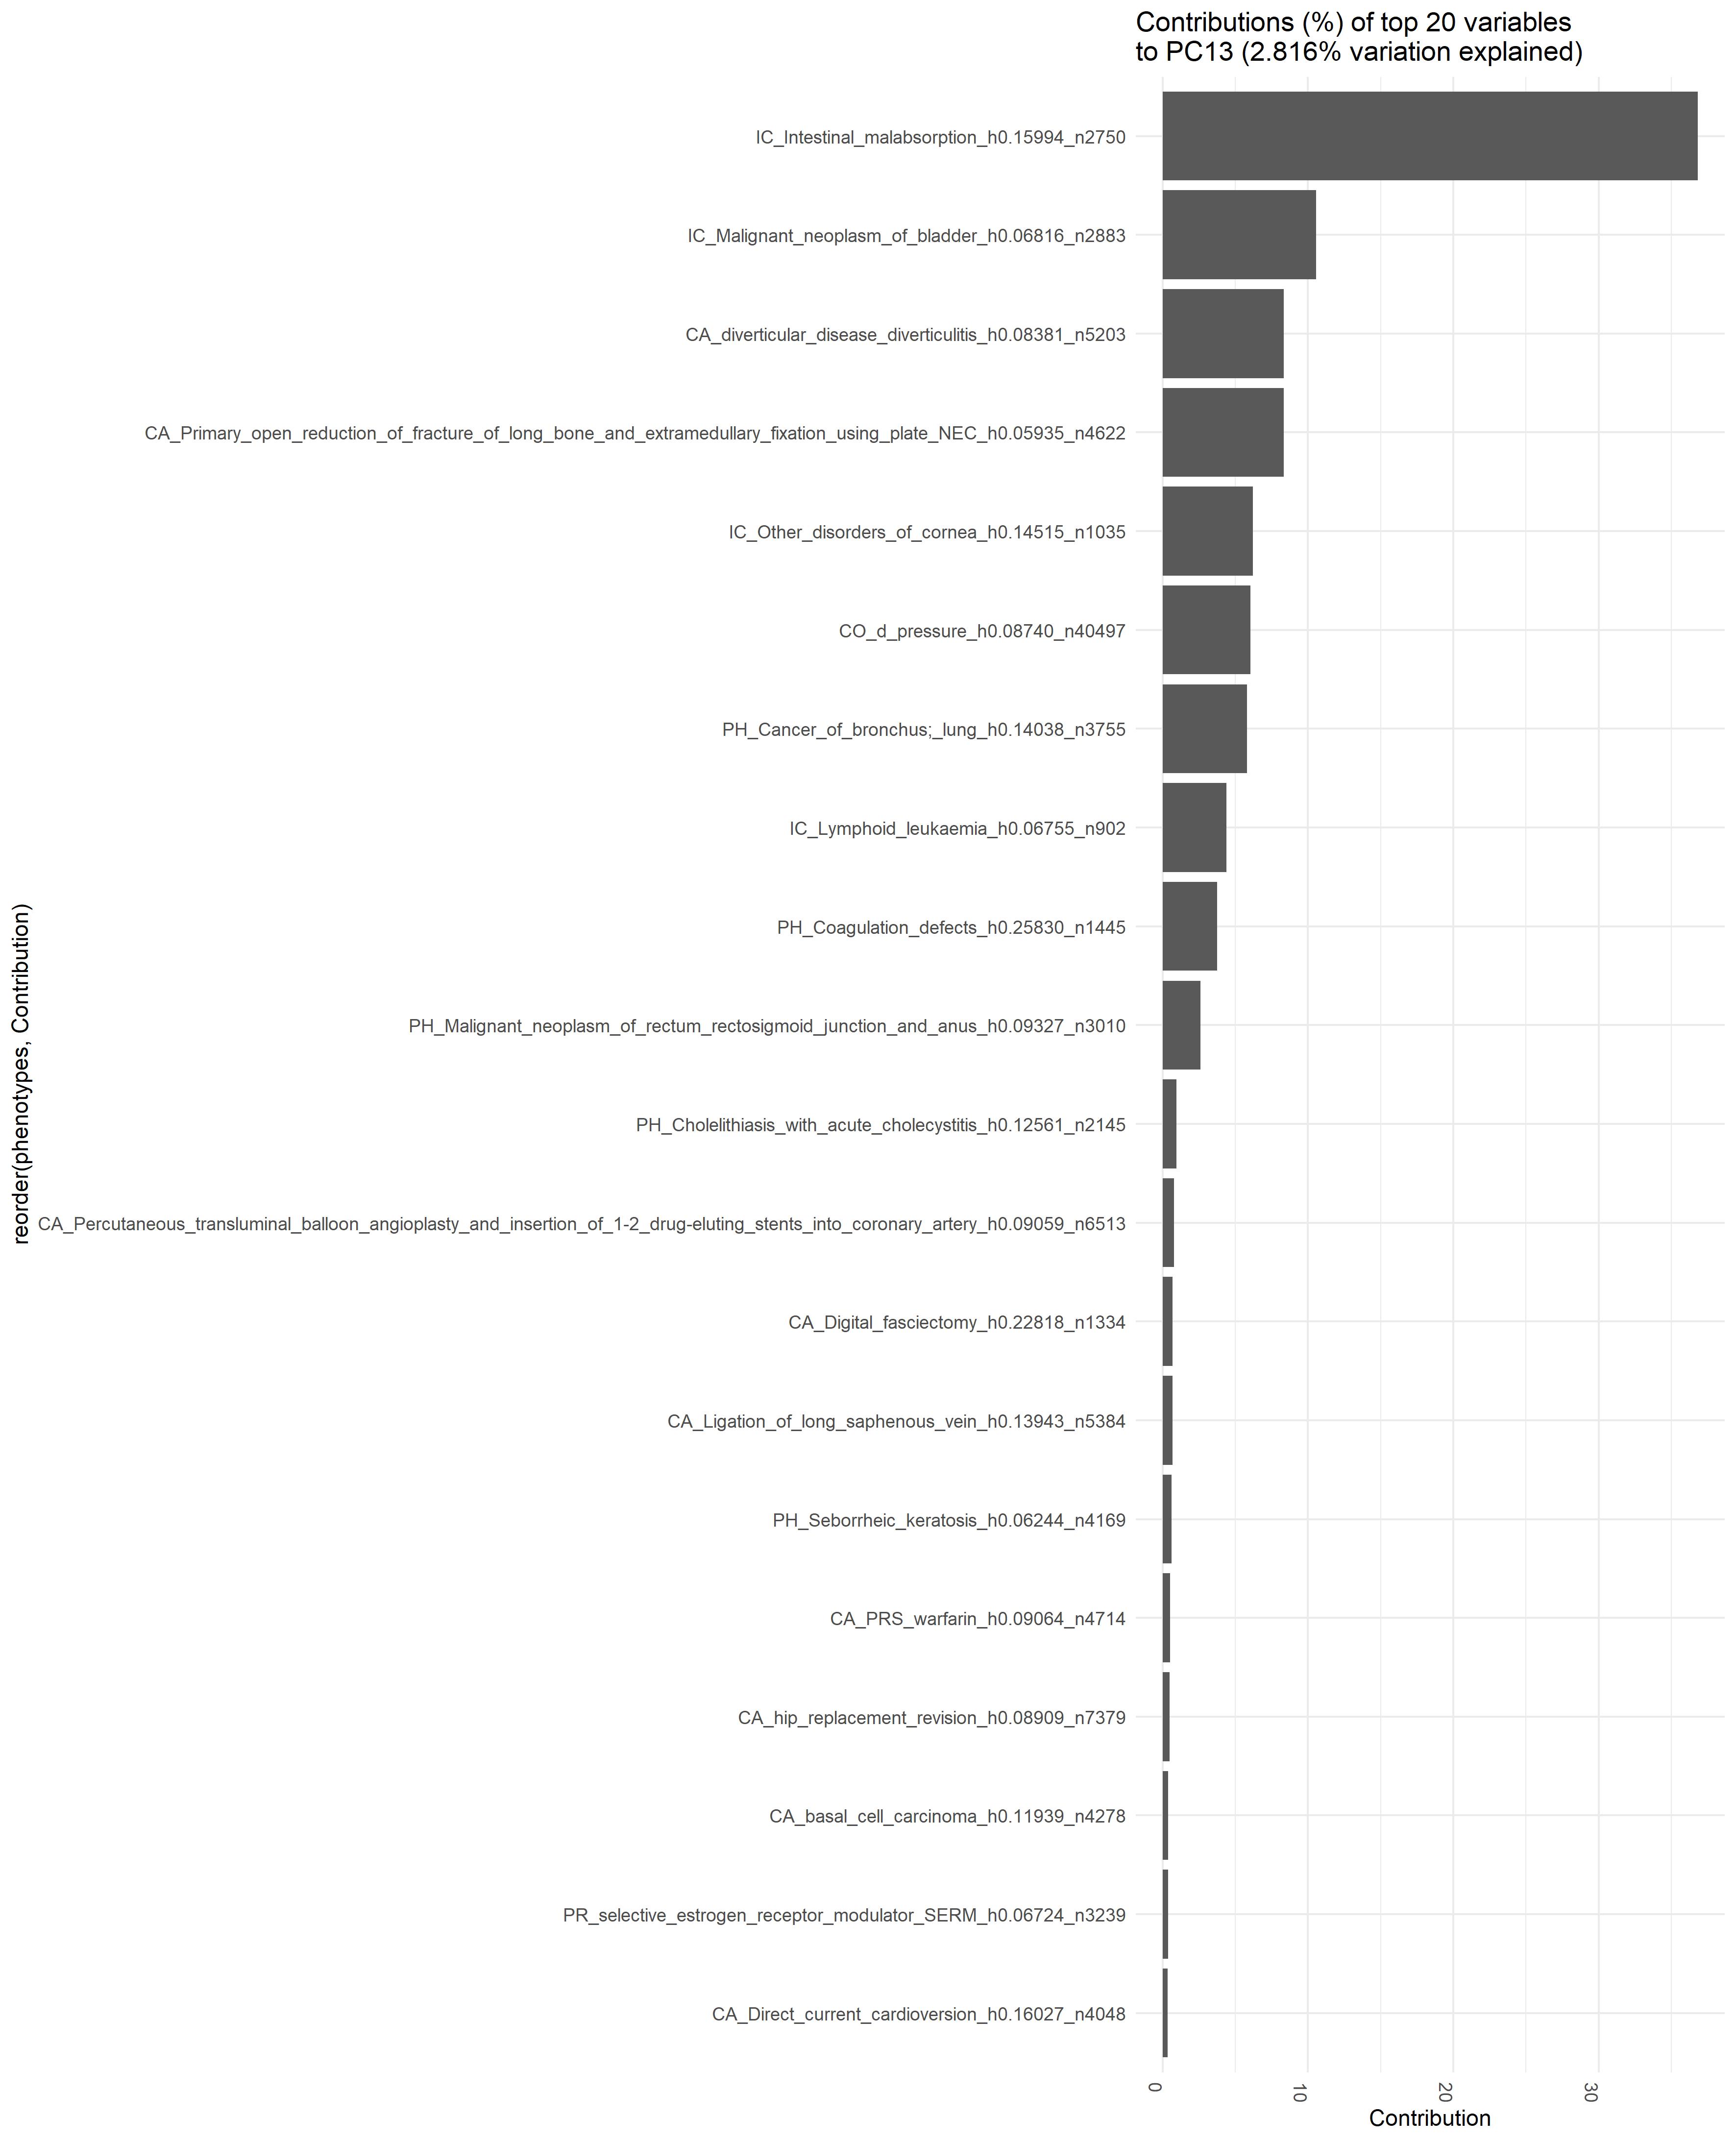 Contributions (%) of top 20 variables
to PC13 (2.816% variation explained)
IC_Intestinal_malabsorption_h0.15994_n2750
IC_Malignant_neoplasm_of_bladder_h0.06816_n2883
CA_diverticular_disease_diverticulitis_h0.08381_n5203
CA_Primary_open_reduction_of_fracture_of_long_bone_and_extramedullary_fixation_using_plate_NEC_h0.05935_n4622
IC_Other_disorders_of_cornea_h0.14515_n1035
CO_d_pressure_h0.08740_n40497
PH_Cancer_of_bronchus;_lung_h0.14038_n3755
IC_Lymphoid_leukaemia_h0.06755_n902
PH_Coagulation_defects_h0.25830_n1445
PH_Malignant_neoplasm_of_rectum_rectosigmoid_junction_and_anus_h0.09327_n3010
PH_Cholelithiasis_with_acute_cholecystitis_h0.12561_n2145
CA_Percutaneous_transluminal_balloon_angioplasty_and_insertion_of_1-2_drug-eluting_stents_into_coronary_artery_h0.09059_n6513
CA_Digital_fasciectomy_h0.22818_n1334
CA_Ligation_of_long_saphenous_vein_h0.13943_n5384
PH_Seborrheic_keratosis_h0.06244_n4169
CA_PRS_warfarin_h0.09064_n4714
CA_hip_replacement_revision_h0.08909_n7379
CA_basal_cell_carcinoma_h0.11939_n4278
PR_selective_estrogen_receptor_modulator_SERM_h0.06724_n3239
CA_Direct_current_cardioversion_h0.16027_n4048
reorder(phenotypes, Contribution)
0 10 20 30
Contribution